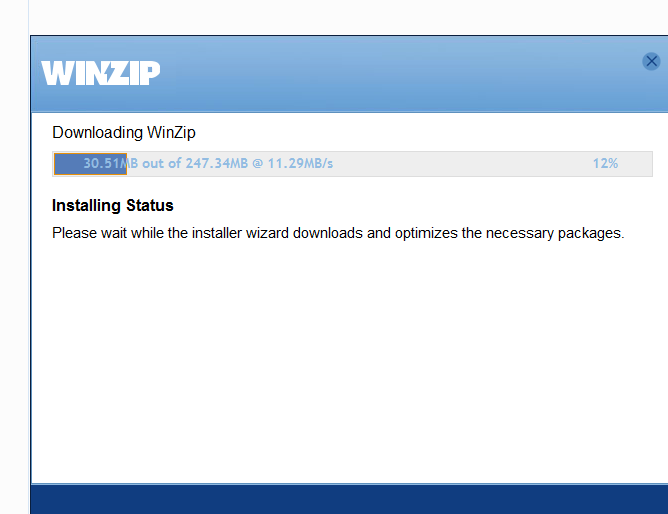 WINZIP
Downloading WinZip
30.51MB out of 247.34MB @ 11.29MB/s 12%
Installing Status
Please wait while the installer wizard downloads and optimizes the necessary packages.